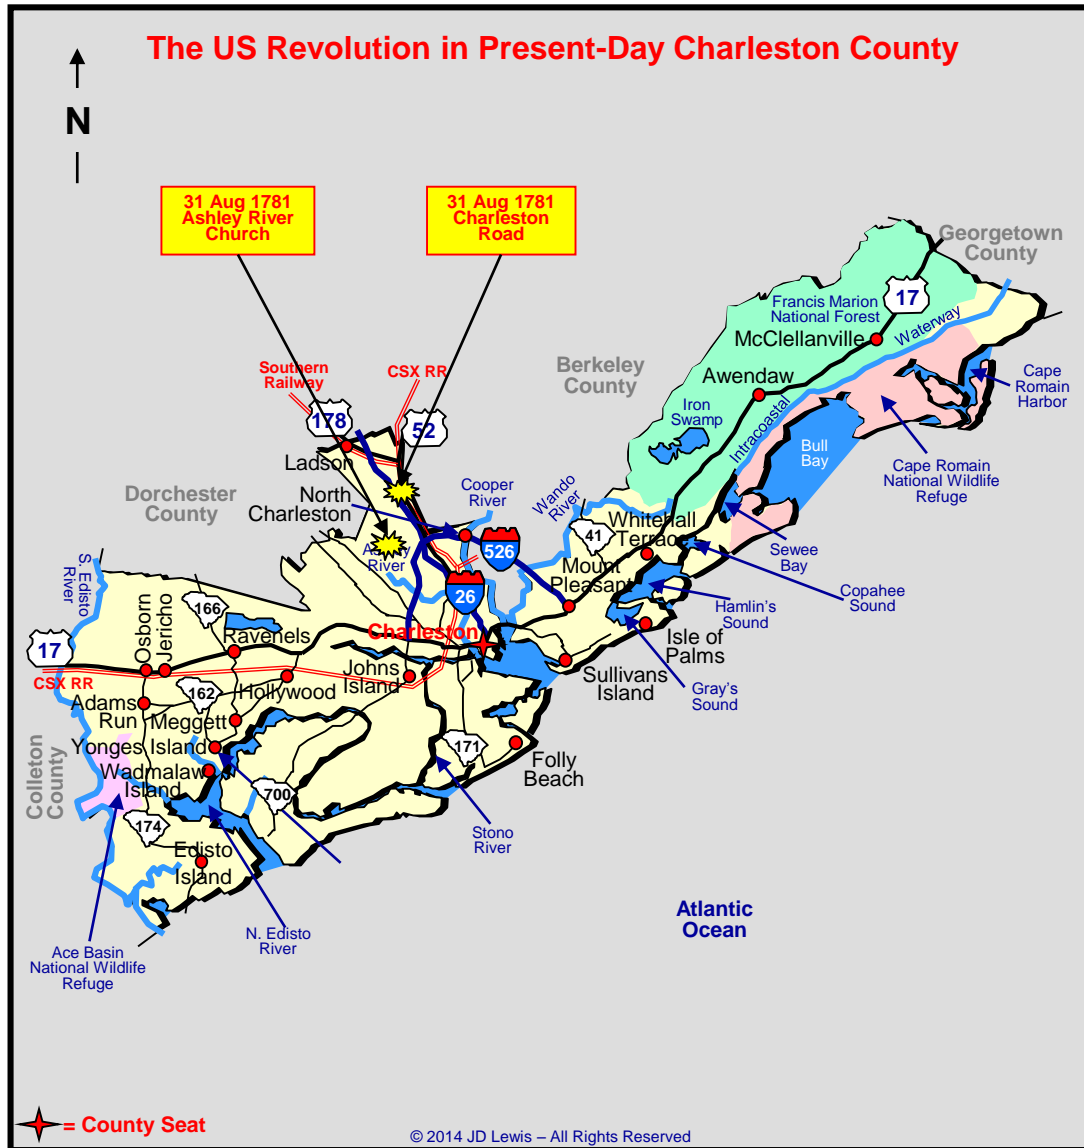 The US Revolution in Present-Day Charleston County
N
31 Aug 1781
Ashley River
Church
31 Aug 1781
Charleston
Road
Georgetown
County
Francis Marion
National Forest
17
McClellanville
Waterway
Berkeley
County
Southern
Railway
CSX RR
Awendaw
Cape
Romain
Harbor
178
52
Iron
Swamp
Intracoastal
Bull
Bay
Ladson
Cape Romain
National Wildlife
Refuge
Dorchester
County
North
Charleston
Cooper
River
Wando
River
41
Whitehall
Terrace
Sewee
Bay
Ashley
River
526
Mount
Pleasant
Copahee
Sound
S. Edisto
River
26
Hamlin's
Sound
166
Osborn
Jericho
Ravenels
Charleston
Isle of
Palms
17
CSX RR
Johns
Island
Sullivans
Island
Gray's
Sound
162
Hollywood
Adams
Run
Meggett
Yonges Island
171
Folly
Beach
Colleton
County
Wadmalaw
Island
700
174
Stono
River
Edisto
Island
Atlantic
Ocean
N. Edisto
River
Ace Basin
National Wildlife
Refuge
= County Seat
© 2014 JD Lewis – All Rights Reserved